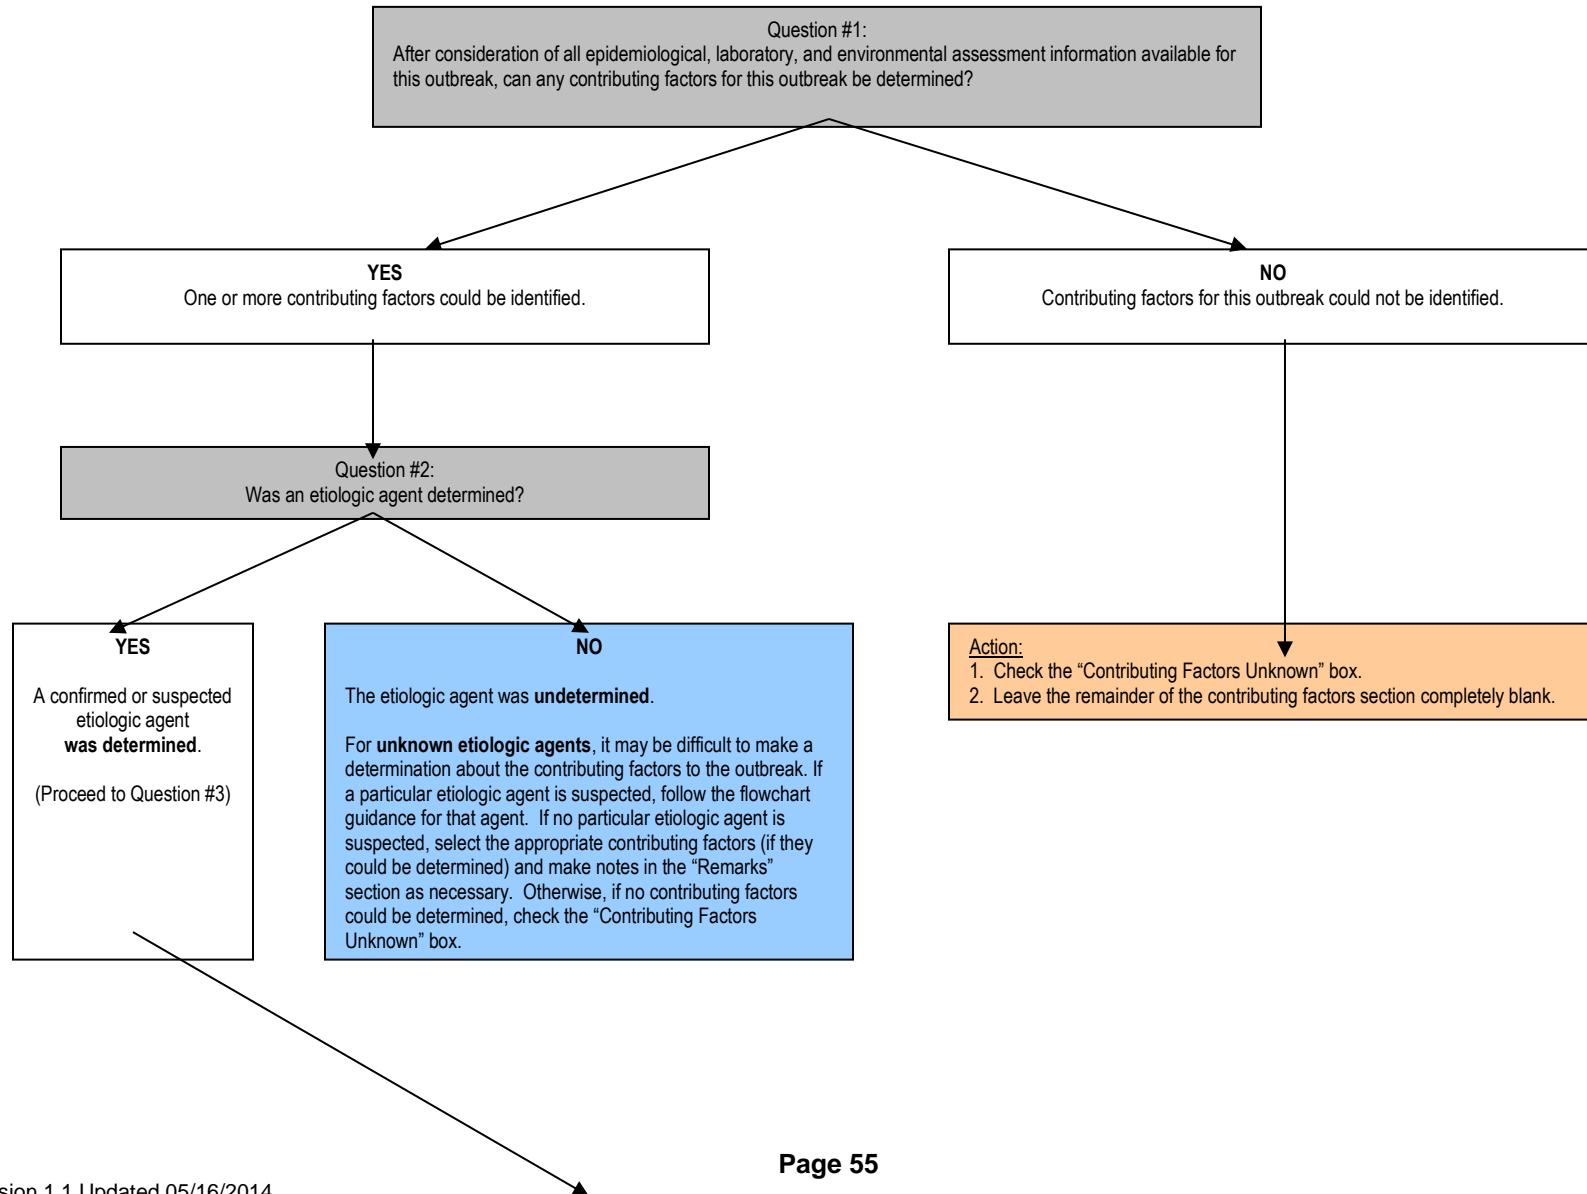 Question #1:
After consideration of all epidemiological, laboratory, and environmental assessment information available for
this outbreak, can any contributing factors for this outbreak be determined?
YES
One or more contributing factors could be identified.
NO
Contributing factors for this outbreak could not be identified.
Question #2:
Was an etiologic agent determined?
YES
A confirmed or suspected
etiologic agent
was determined.
(Proceed to Question #3)
NO
The etiologic agent was undetermined.
For unknown etiologic agents, it may be difficult to make a
determination about the contributing factors to the outbreak. If
a particular etiologic agent is suspected, follow the flowchart
guidance for that agent.  If no particular etiologic agent is
suspected, select the appropriate contributing factors (if they
could be determined) and make notes in the “Remarks”
section as necessary.  Otherwise, if no contributing factors
could be determined, check the “Contributing Factors
Unknown” box.
Action:
1. Check the “Contributing Factors Unknown” box.
2. Leave the remainder of the contributing factors section completely blank.
Page 55
sion 1.1 Updated 05/16/2014